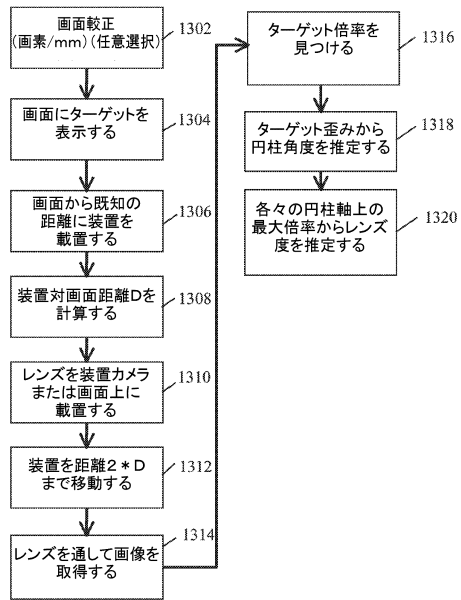 画面較正
(画素/mm)(任意選択)
1302
画面にターゲットを
表示する
1304
画面から既知の
距離に装置を
載置する
1306
装置対画面距離Dを
計算する
1308
レンズを装置カメラ
または画面上に
載置する
1310
装置を距離2*D
まで移動する
1312
レンズを通して画像を
取得する
1314
ターゲット倍率を
見つける
1316
ターゲット歪みから
円柱角度を推定する
1318
各々の円柱軸上の
最大倍率からレンズ
度を推定する
1320